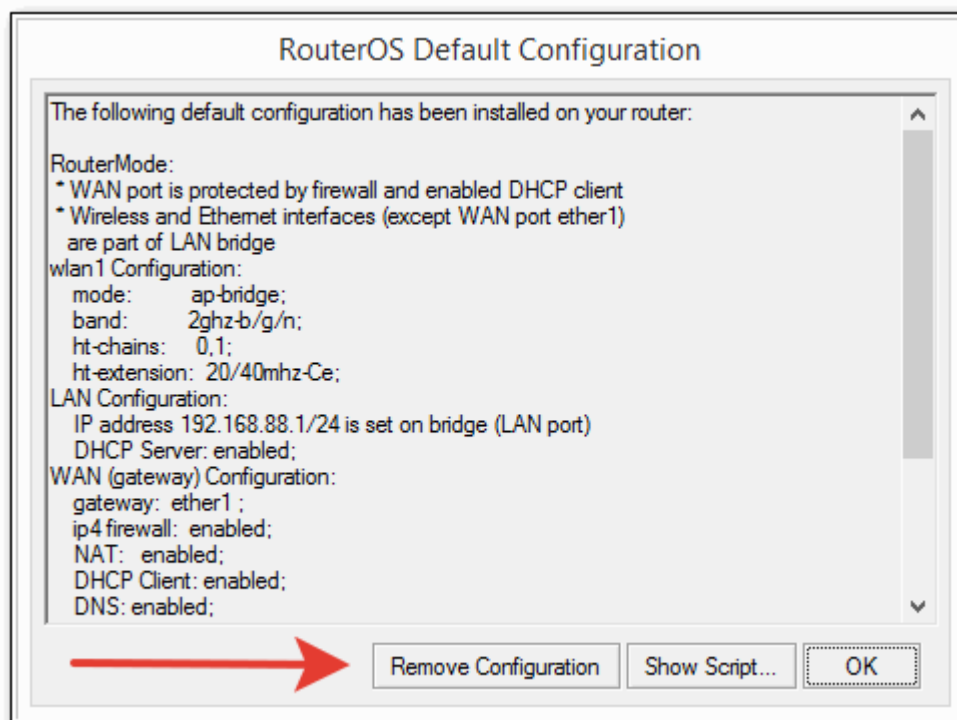 RouterOS Default Configuration
The following default configuration has been installed on your router:
RouterMode:
* WAN port is protected by firewall and enabled DHCP client
* Wireless and Ethernet interfaces (except WAN port ether1)
are part of LAN bridge
wlan1 Configuration:
mode: ap-bridge;
band: 2ghz-b/g/n;
ht-chains: 0,1;
ht-extension: 20/40mhz-Ce;
LAN Configuration:
IP address 192.168.88.1/24 is set on bridge (LAN port)
DHCP Server: enabled;
WAN (gateway) Configuration:
gateway: ether1 ;
ip4 firewall: enabled;
NAT: enabled;
DHCP Client: enabled;
DNS: enabled;
Remove Configuration Show Script... OK